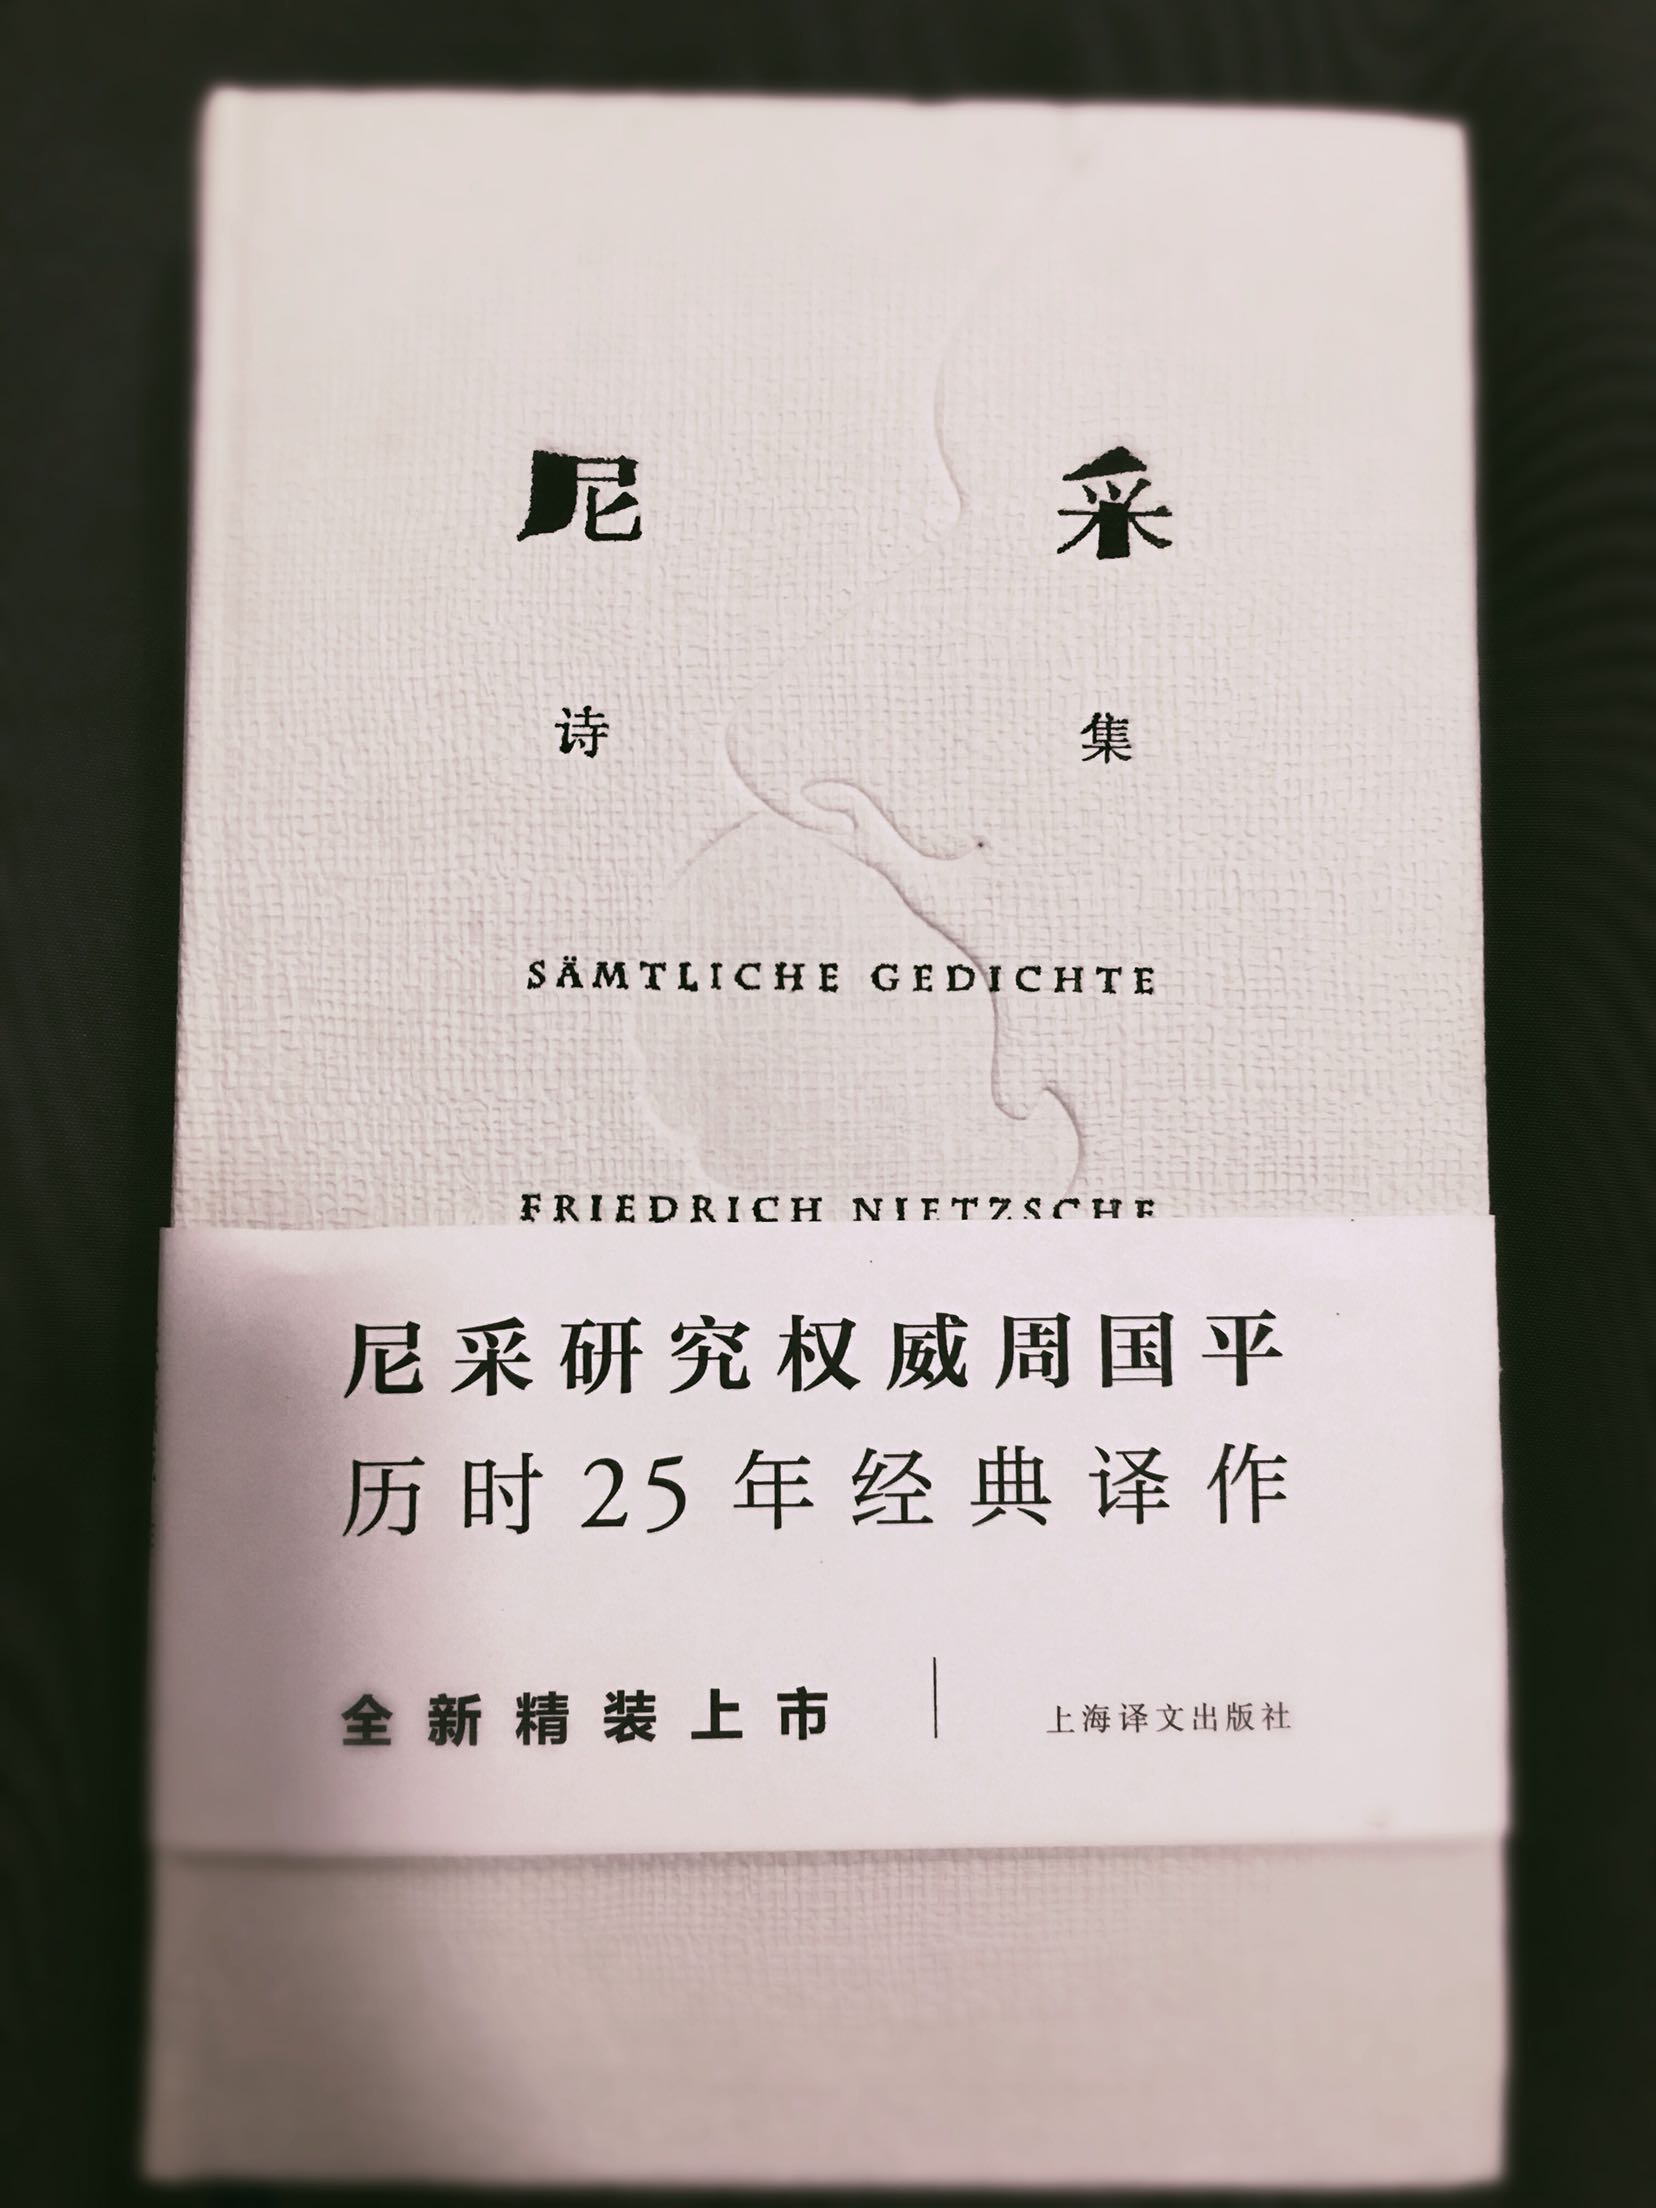 尼采
诗集
SÄMTLICHE GEDICHTE
FRIEDRICH NIETZSCHE
尼采研究权威周国平
历时25年经典译作
全新精装上市 | 上海译文出版社